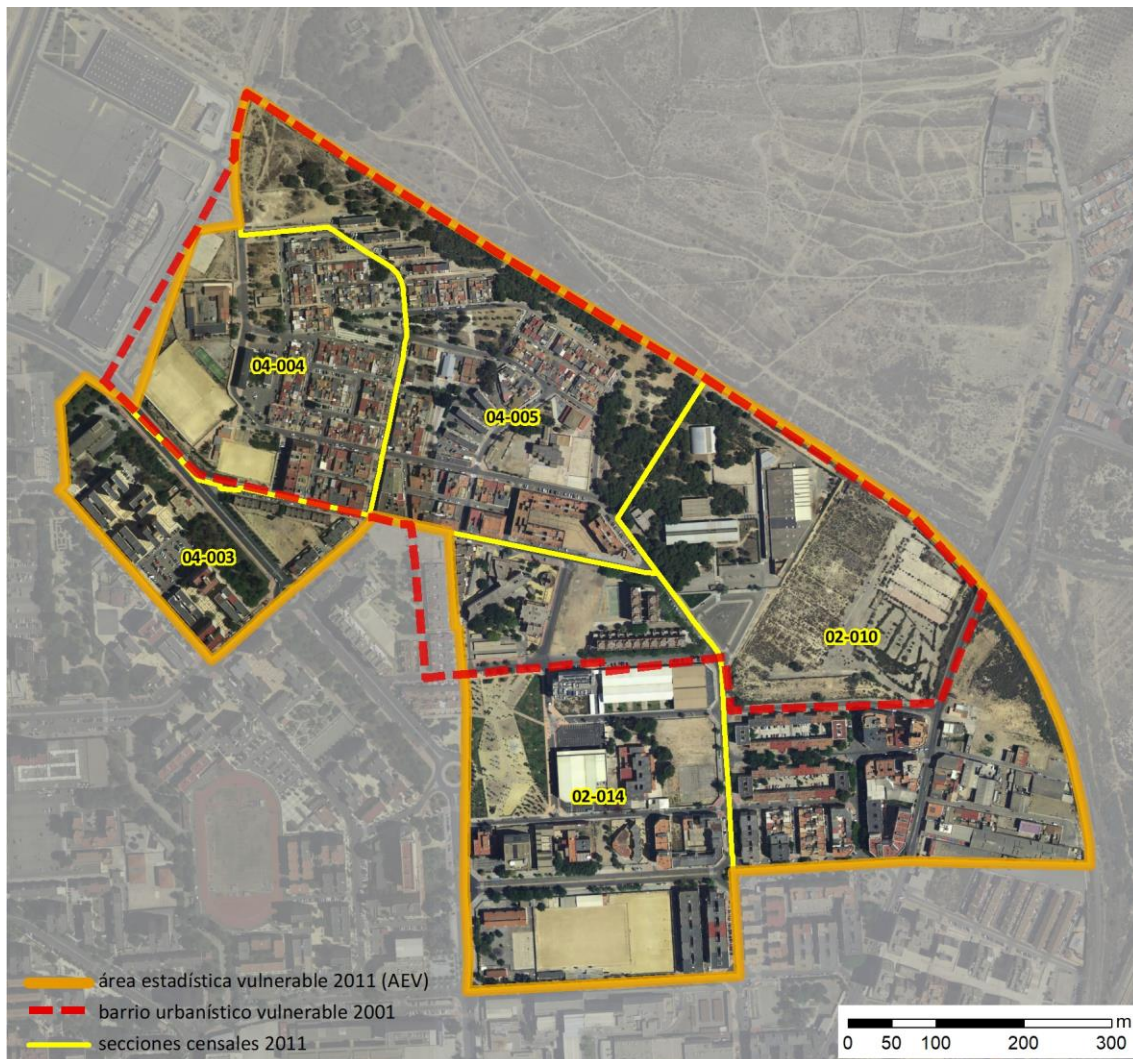 04-004
04-005
04-003
02-010
02-014
área estadística vulnerable 2011 (AEV)
barrio urbanístico vulnerable 2001
secciones censales 2011
m
0 50 100 200 300